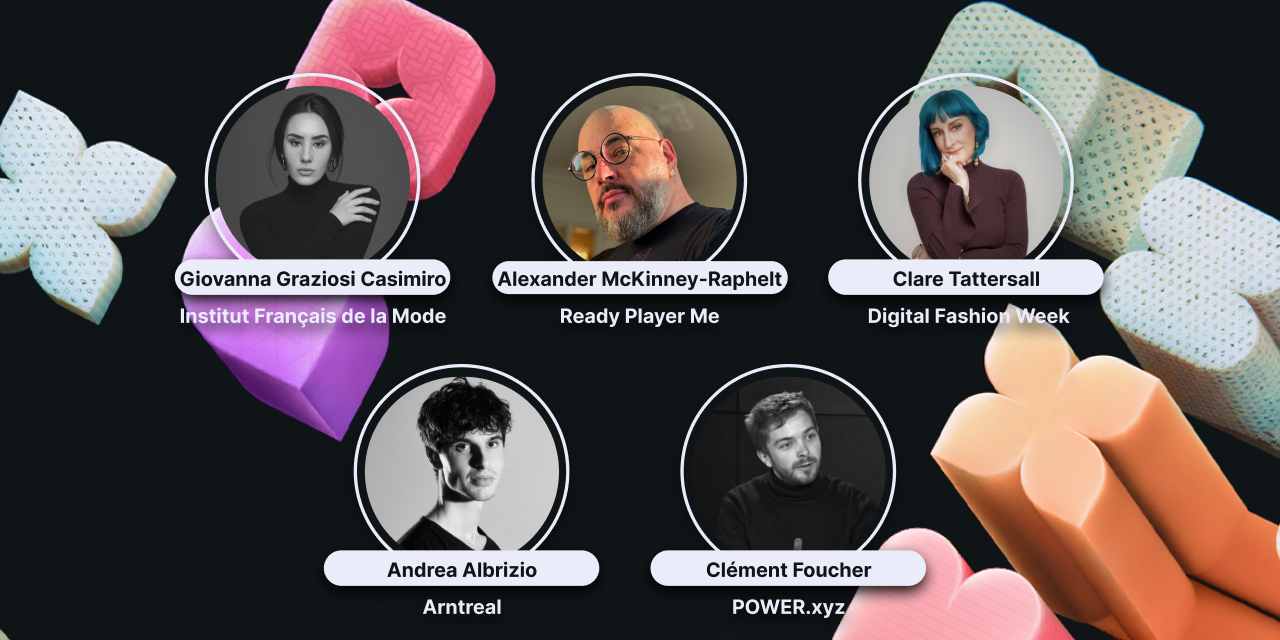 Giovanna Graziosi Casimiro
Institut Français de la Mode
Alexander McKinney-Raphelt
Ready Player Me
Clare Tattersall
Digital Fashion Week
Andrea Albrizio
Arntreal
Clément Foucher
POWER.xyz